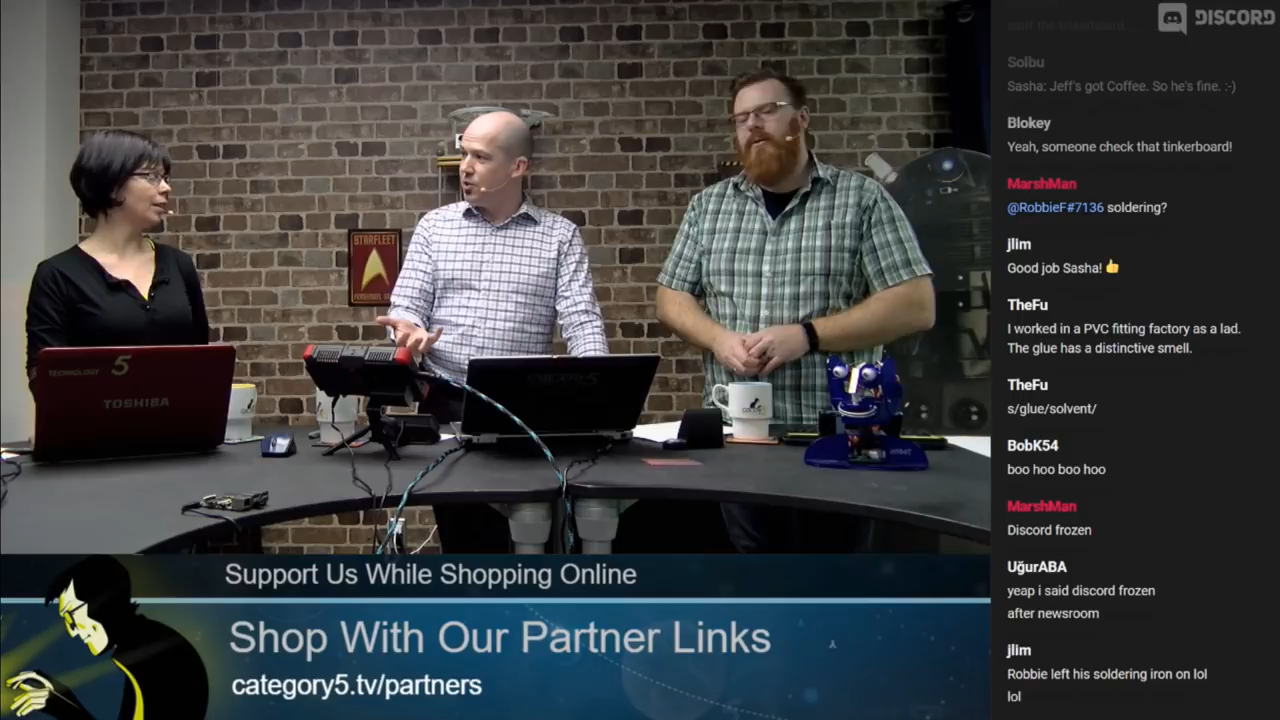 STARFLEET
TECHNOLOGY 5
TOSHIBA
Support Us While Shopping Online
Shop With Our Partner Links
category5.tv/partners
DISCORD
Solbu
Sasha: Jeff's got Coffee. So he's fine. :-)
Blokey
Yeah, someone check that tinkerboard!
MarshMan
@RobbieF#7136 soldering?
jlim
Good job Sasha! 👍
TheFu
I worked in a PVC fitting factory as a lad.
The glue has a distinctive smell.
TheFu
s/glue/solvent/
BobK54
boo hoo boo hoo
MarshMan
Discord frozen
UğurABA
yeap i said discord frozen
after newsroom
jlim
Robbie left his soldering iron on lol
lol